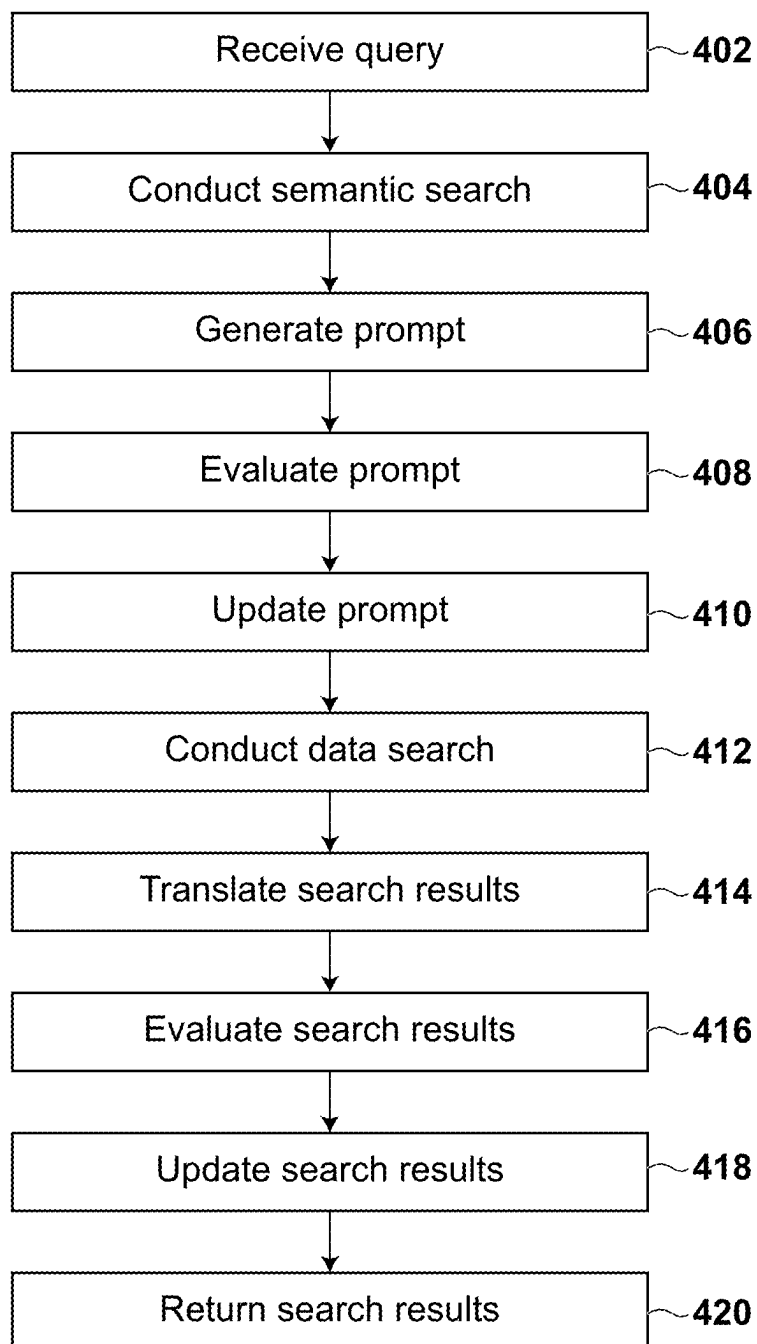 Receive query 402
Conduct semantic search 404
Generate prompt 406
Evaluate prompt 408
Update prompt 410
Conduct data search 412
Translate search results 414
Evaluate search results 416
Update search results 418
Return search results 420